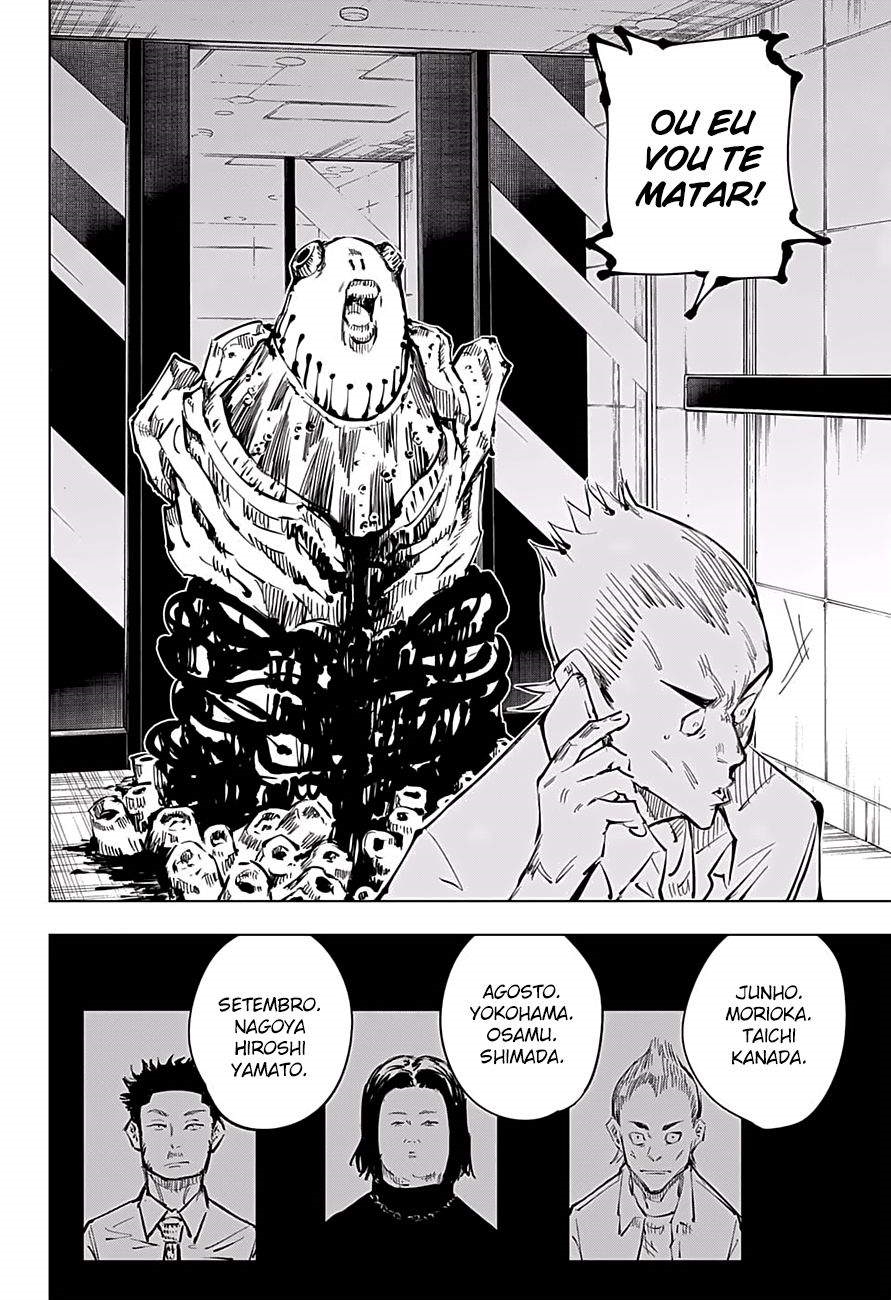 OU EU
VOU TE
MATAR!
JUNHO.
MORIOKA.
TAICHI
KANADA.
AGOSTO.
YOKOHAMA.
OSAMU.
SHIMADA.
SETEMBRO.
NAGOYA
HIROSHI
YAMATO.